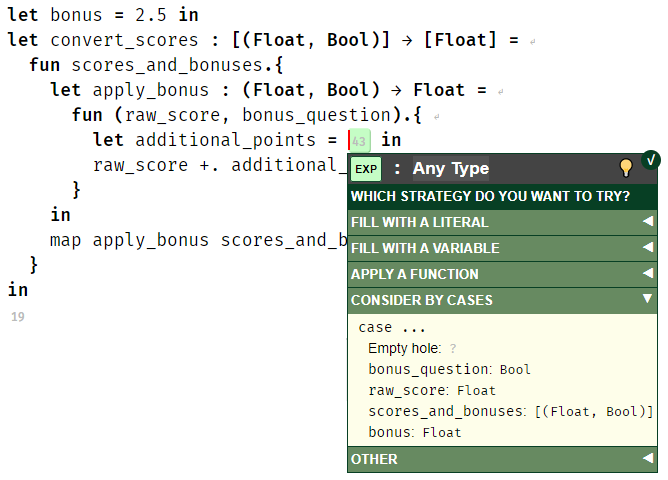 let bonus = 2.5 in
let convert_scores : [(Float, Bool)] → [Float] = ↲
fun scores_and_bonuses.{
let apply_bonus : (Float, Bool) → Float = ↲
fun (raw_score, bonus_question).{ ↲
let additional_points = 43 in
raw_score +. additional_
}
in
map apply_bonus scores_and_b
}
in
19
EXP : Any Type √
WHICH STRATEGY DO YOU WANT TO TRY?
FILL WITH A LITERAL ◀
FILL WITH A VARIABLE ◀
APPLY A FUNCTION ◀
CONSIDER BY CASES ▼
case ...
Empty hole: ?
bonus_question: Bool
raw_score: Float
scores_and_bonuses: [(Float, Bool)]
bonus: Float
OTHER ◀